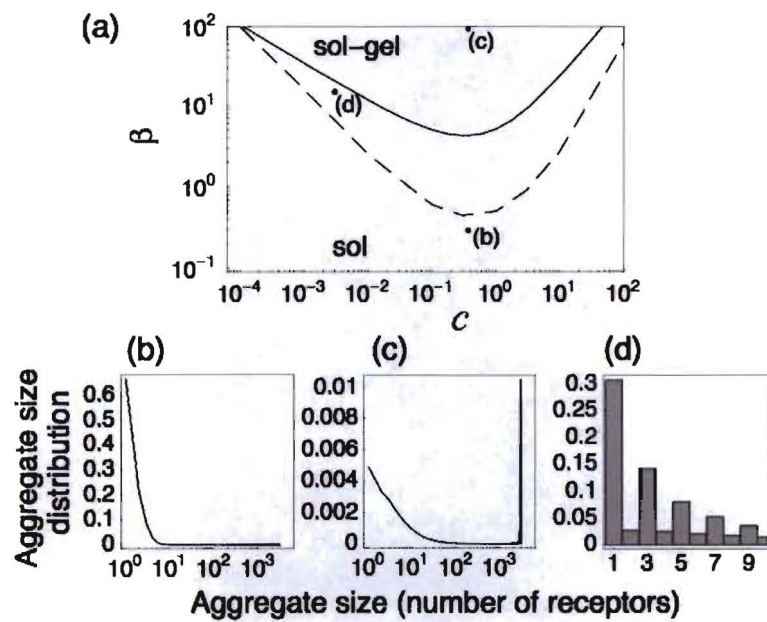 (a)
10²
sol-gel
(c)
(d)
10¹
β
10⁰
(b)
sol
10⁻¹
10⁻⁴ 10⁻³ 10⁻² 10⁻¹ 10⁰ 10¹ 10²
c
(b) (c) (d)
Aggregate size
distribution
0.6
0.5
0.4
0.3
0.2
0.1
0
10⁰ 10¹ 10² 10³
0.01
0.008
0.006
0.004
0.002
0
10⁰ 10¹ 10² 10³
0.3
0.25
0.2
0.15
0.1
0.05
0
1 3 5 7 9
Aggregate size (number of receptors)